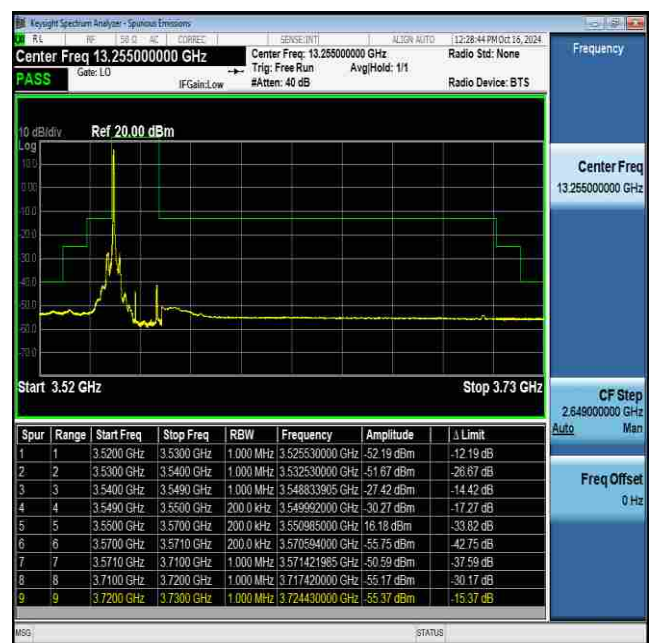 Keysight Spectrum Analyzer - Spurious Emissions
RL RF 50 Ω AC CORREC SENSE:INT ALIGN AUTO 12:28:44 PM Oct 16, 2024
Center Freq 13.255000000 GHz
Center Freq: 13.255000000 GHz
Radio Std: None
Frequency
PASS
Gate: LO
Trig: Free Run
Avg|Hold: 1/1
IFGain:Low
#Atten: 40 dB
Radio Device: BTS
10 dB/div
Ref 20.00 dBm
Log
10.0
0.00
-10.0
-20.0
-30.0
-40.0
-50.0
-60.0
-70.0
Start 3.52 GHz
Stop 3.73 GHz
Center Freq
13.255000000 GHz
CF Step
2.649000000 GHz
Auto Man
Freq Offset
0 Hz
Spur Range Start Freq Stop Freq RBW Frequency Amplitude Δ Limit
1 1 3.5200 GHz 3.5300 GHz 1.000 MHz 3.525530000 GHz -52.19 dBm -12.19 dB
2 2 3.5300 GHz 3.5400 GHz 1.000 MHz 3.532530000 GHz -51.67 dBm -26.67 dB
3 3 3.5400 GHz 3.5490 GHz 1.000 MHz 3.548833905 GHz -27.42 dBm -14.42 dB
4 4 3.5490 GHz 3.5500 GHz 200.0 kHz 3.549992000 GHz -30.27 dBm -17.27 dB
5 5 3.5500 GHz 3.5700 GHz 200.0 kHz 3.550985000 GHz 16.18 dBm -33.82 dB
6 6 3.5700 GHz 3.5710 GHz 200.0 kHz 3.570594000 GHz -55.75 dBm -42.75 dB
7 7 3.5710 GHz 3.7100 GHz 1.000 MHz 3.571421985 GHz -50.59 dBm -37.59 dB
8 8 3.7100 GHz 3.7200 GHz 1.000 MHz 3.717420000 GHz -55.17 dBm -30.17 dB
9 9 3.7200 GHz 3.7300 GHz 1.000 MHz 3.724430000 GHz -55.37 dBm -15.37 dB
MSG
STATUS